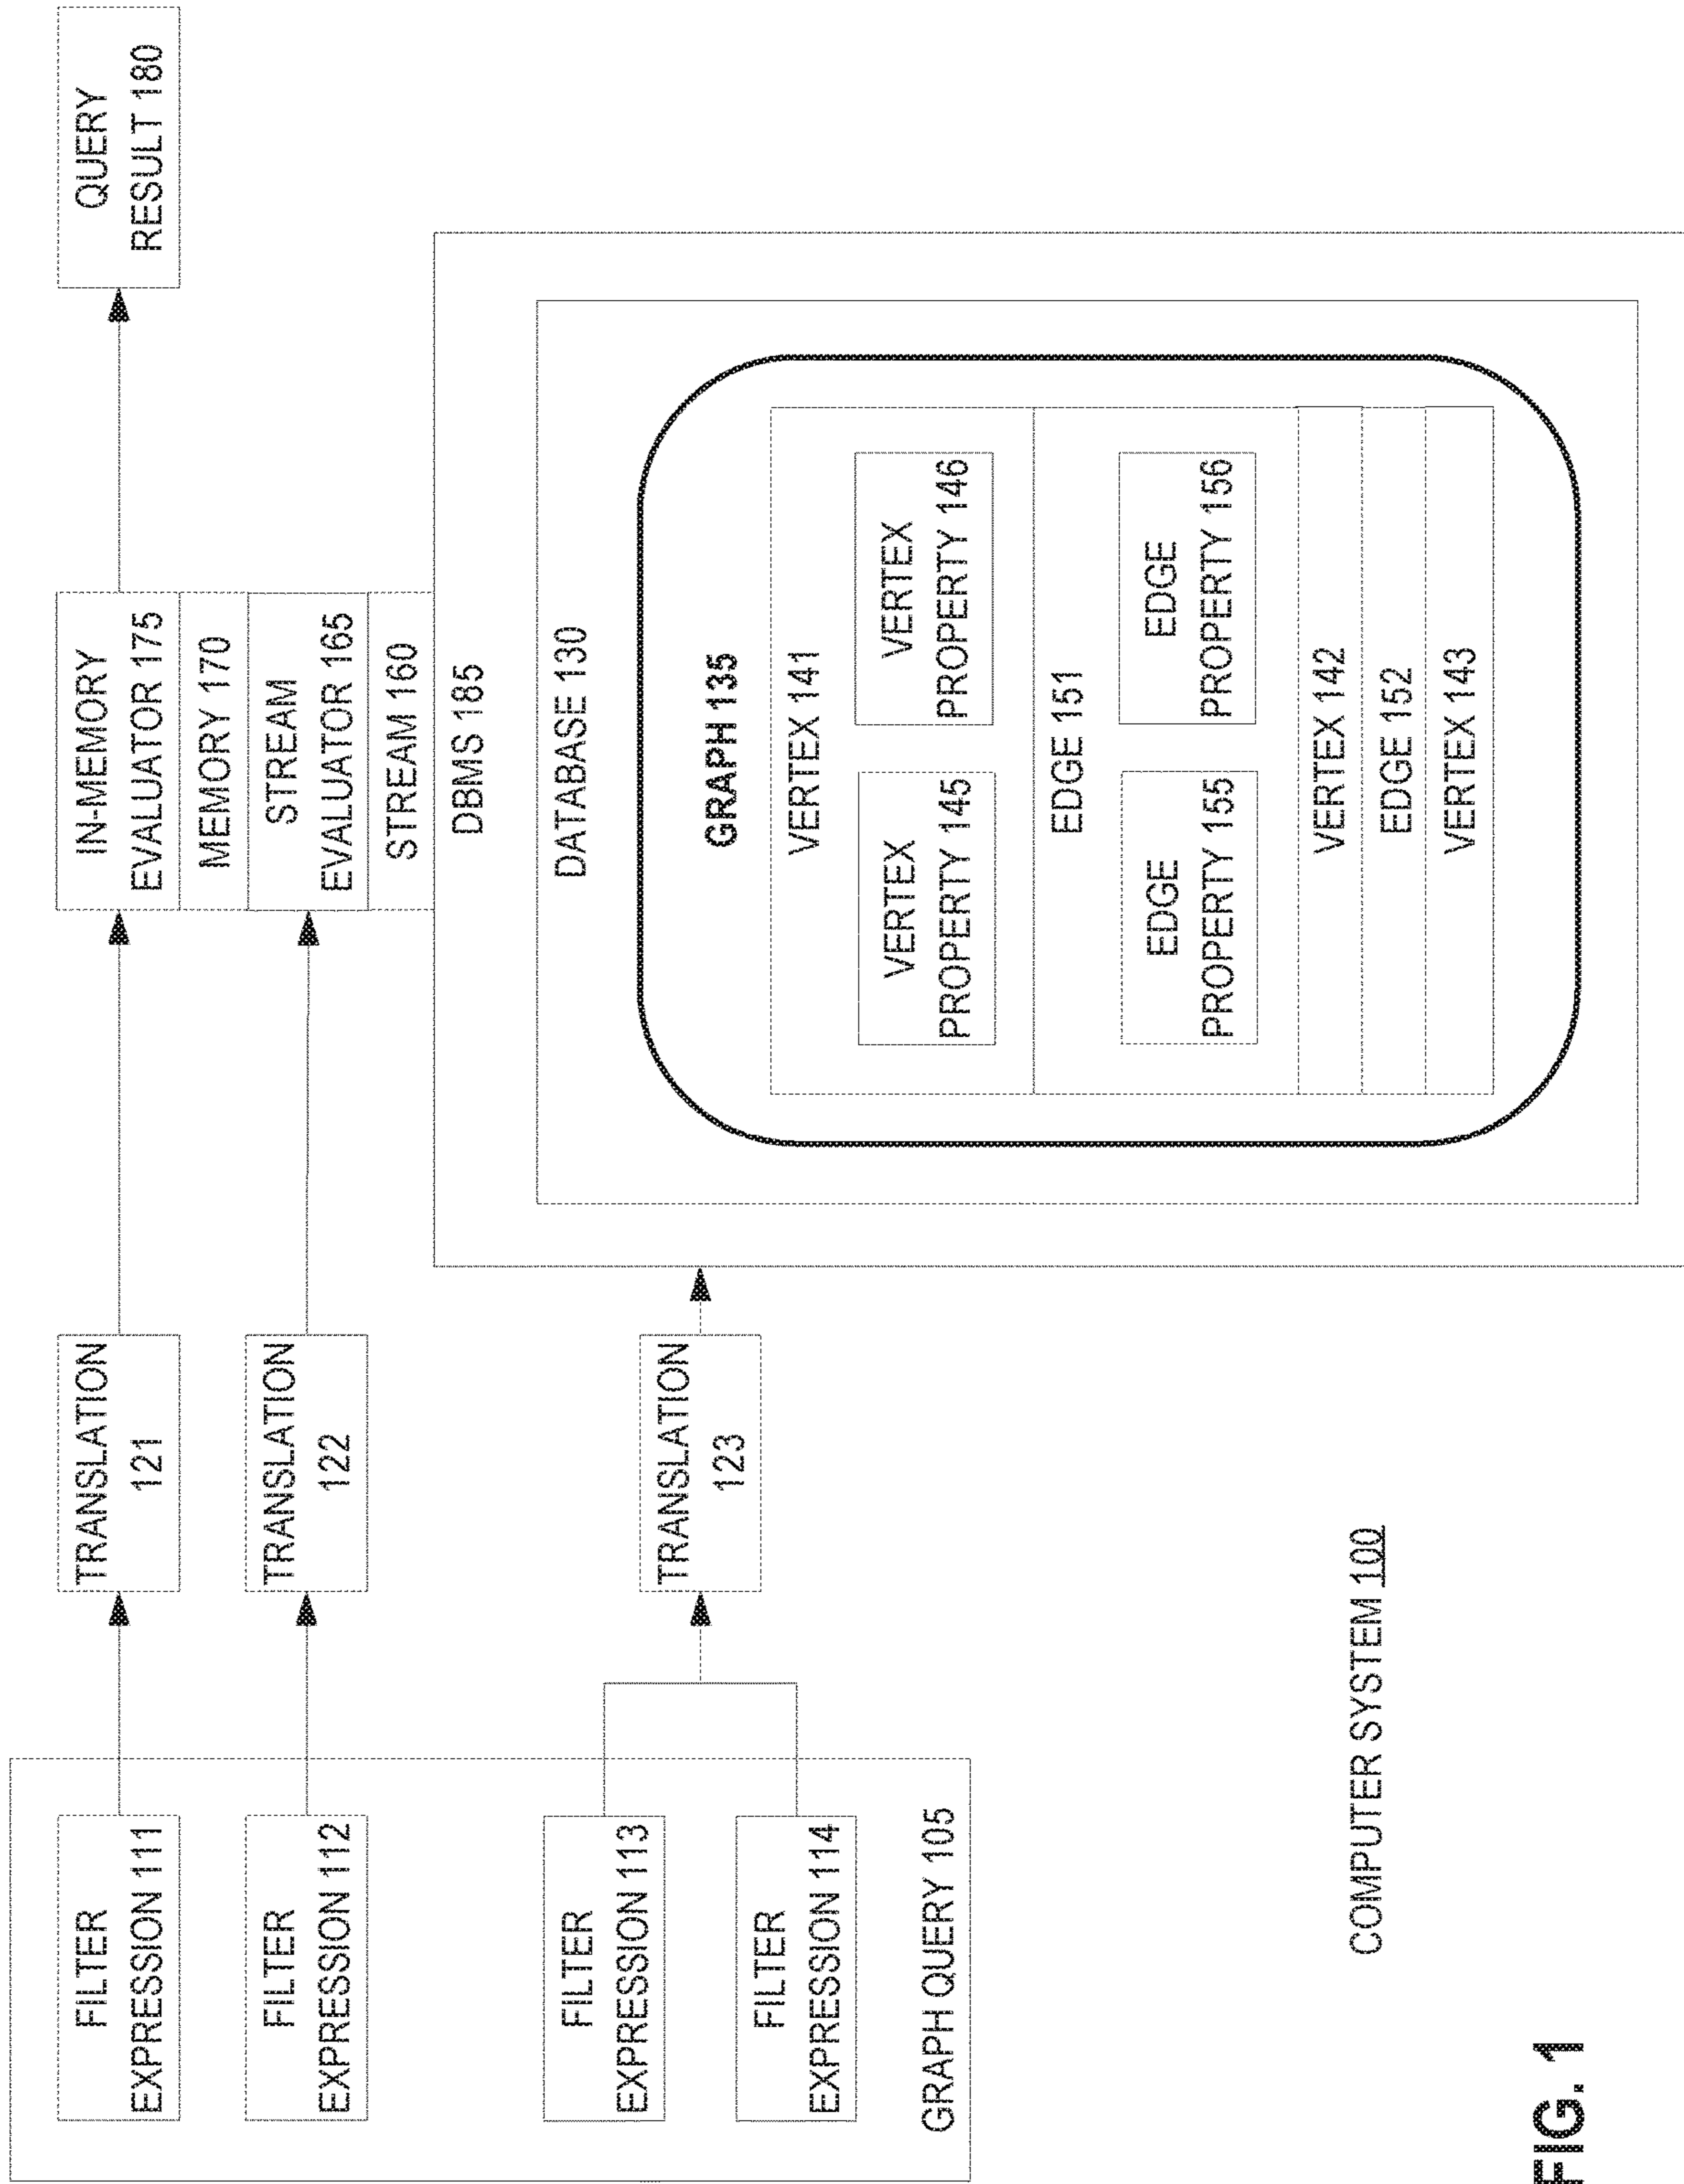 FILTER
EXPRESSION 111
FILTER
EXPRESSION 112
FILTER
EXPRESSION 113
FILTER
EXPRESSION 114
GRAPH QUERY 105
TRANSLATION
121
TRANSLATION
122
TRANSLATION
123
IN-MEMORY
EVALUATOR 175
MEMORY 170
STREAM
EVALUATOR 165
STREAM 160
DBMS 185
DATABASE 130
GRAPH 135
VERTEX 141
VERTEX
PROPERTY 145
VERTEX
PROPERTY 146
EDGE 151
EDGE
PROPERTY 155
EDGE
PROPERTY 156
VERTEX 142
EDGE 152
VERTEX 143
QUERY
RESULT 180
COMPUTER SYSTEM 100
FIG. 1